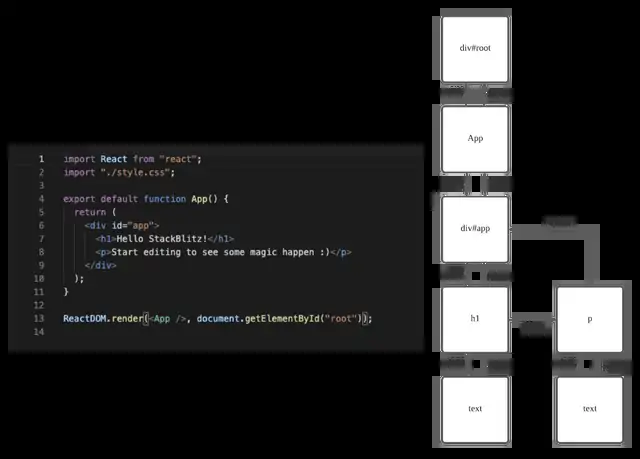 1 import React from "react";
2 import "./style.css";
3
4 export default function App() {
5 return (
6 <div id="app">
7 <h1>Hello StackBlitz!</h1>
8 <p>Start editing to see some magic happen :)</p>
9 </div>
10 );
11 }
12
13 ReactDOM.render(<App />, document.getElementById("root"));
14
div#root
App
div#app
h1
p
text
text